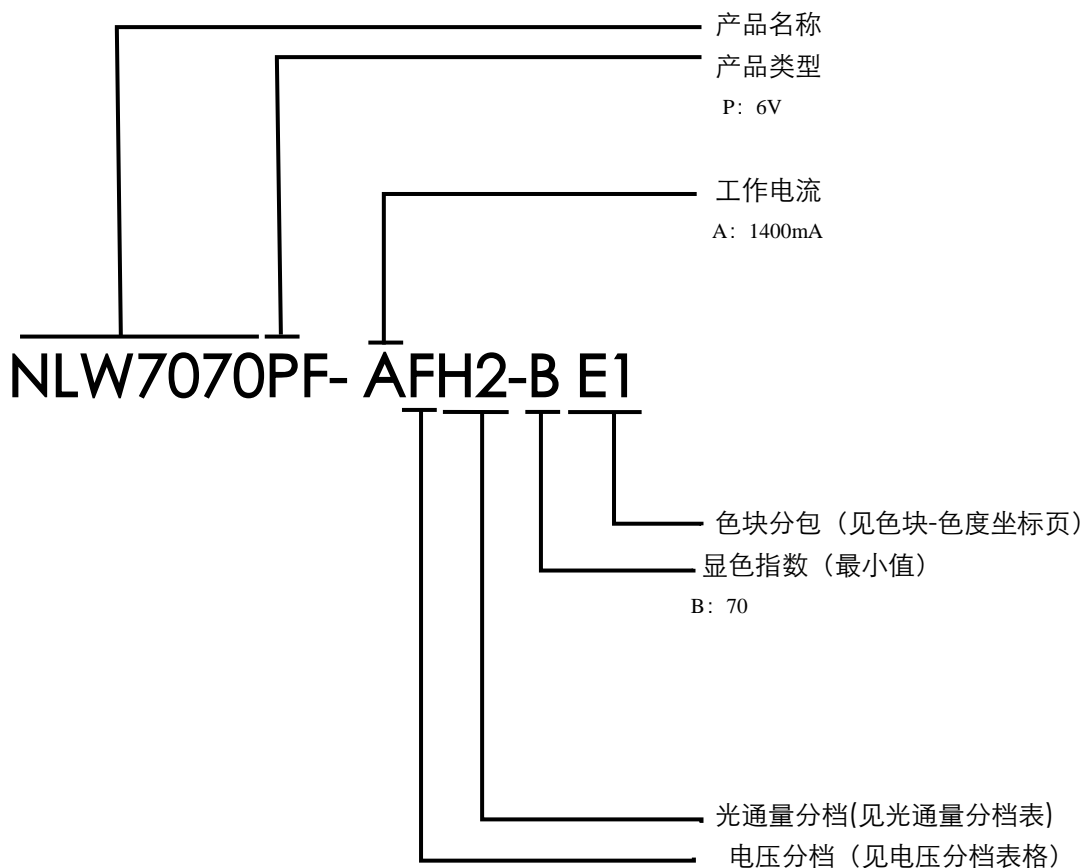 产品名称
产品类型
P: 6V
工作电流
A: 1400mA
NLW7070PF- AFH2-B E1
色块分包（见色块-色度坐标页）
显色指数（最小值）
B: 70
光通量分档(见光通量分档表)
电压分档（见电压分档表格）